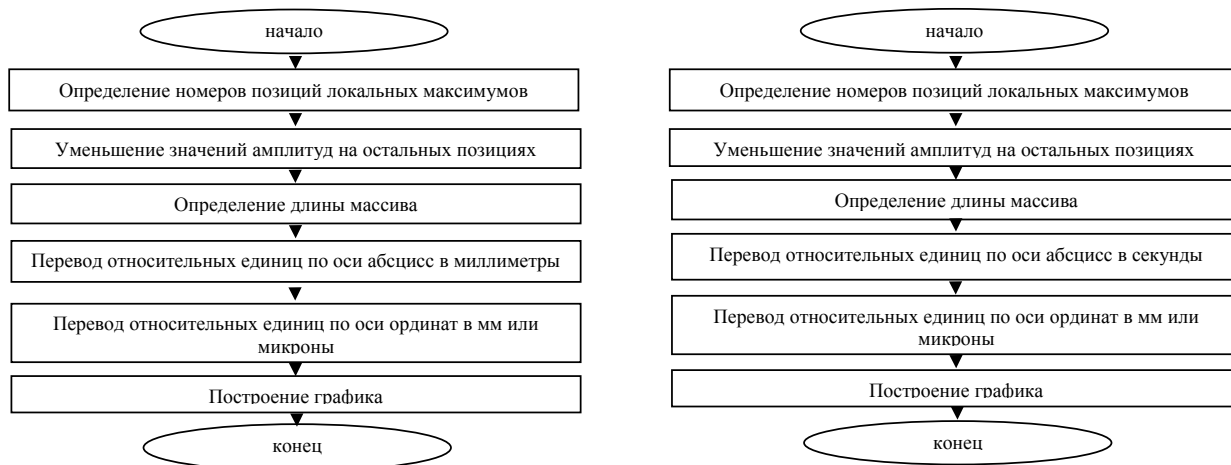 начало
Определение номеров позиций локальных максимумов
Уменьшение значений амплитуд на остальных позициях
Определение длины массива
Перевод относительных единиц по оси абсцисс в миллиметры
Перевод относительных единиц по оси ординат в мм или
микроны
Построение графика
конец
начало
Определение номеров позиций локальных максимумов
Уменьшение значений амплитуд на остальных позициях
Определение длины массива
Перевод относительных единиц по оси абсцисс в секунды
Перевод относительных единиц по оси ординат в мм или
микроны
Построение графика
конец